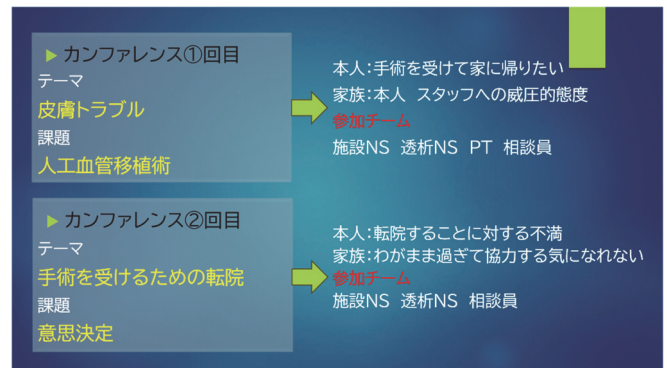 カンファレンス①回目
テーマ
皮膚トラブル
課題
人工血管移植術
本人:手術を受けて家に帰りたい
家族:本人 スタッフへの威圧的態度
参加チーム
施設NS 透析NS PT 相談員
カンファレンス②回目
テーマ
手術を受けるための転院
課題
意思決定
本人:転院することに対する不満
家族:わがまま過ぎて協力する気になれない
参加チーム
施設NS 透析NS 相談員